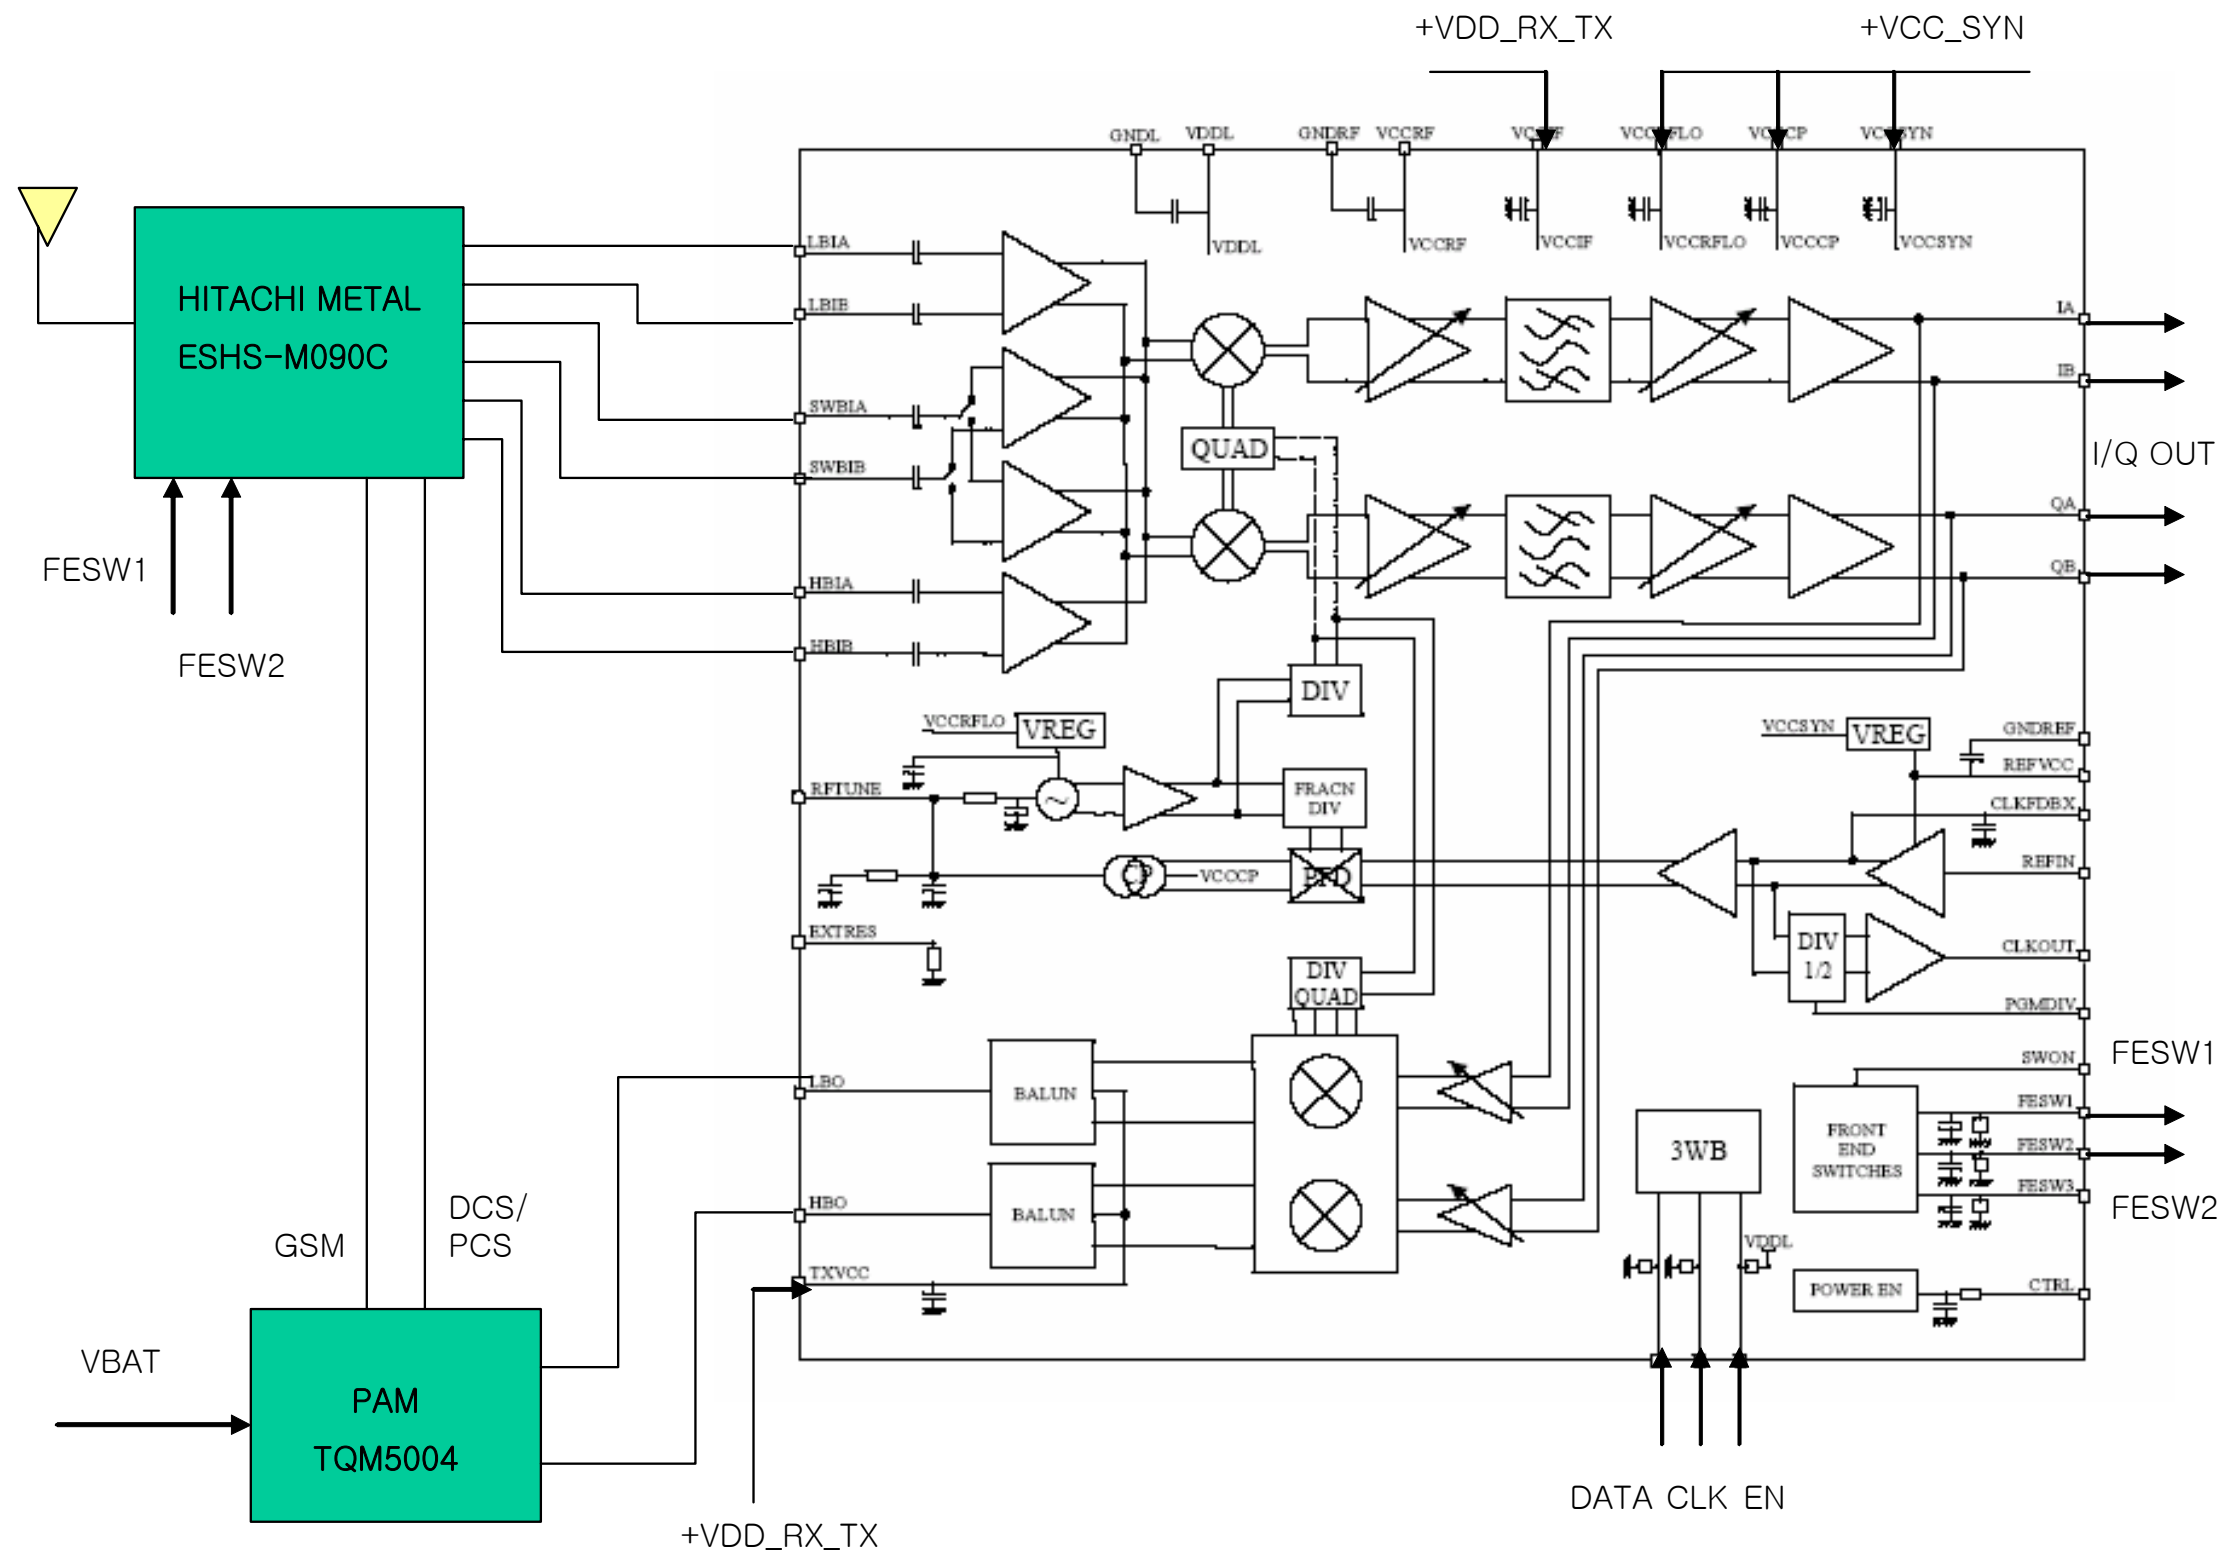 +VDD_RX_TX
+VCC_SYN
GNDL
VDDL
GNDRF
VCCRF
VDDL
VCCRF
VCCIF
VCCRFLO
VCCCP
VCCSYN
HITACHI METAL
ESHS-M090C
LBIA
LBIB
SWBIA
SWBIB
HBIA
HBIB
QUAD
IA
IB
I/Q OUT
QA
QB
FESW1
FESW2
DIV
VCCRFLO
VREG
VCCSYN
VREG
GNDREF
REFVCC
CLKFDBX
REFIN
CLKOUT
PGMDIV
RFTUNE
FRACN
DIV
CP
VCCCP
PFD
EXTRES
DIV
1/2
DIV
QUAD
BALUN
LBO
BALUN
HBO
TXVCC
3WB
VDDL
FRONT
END
SWITCHES
SWON
FESW1
FESW2
FESW3
FESW1
FESW2
POWER EN
CTRL
GSM
DCS/
PCS
VBAT
PAM
TQM5004
+VDD_RX_TX
DATA CLK EN